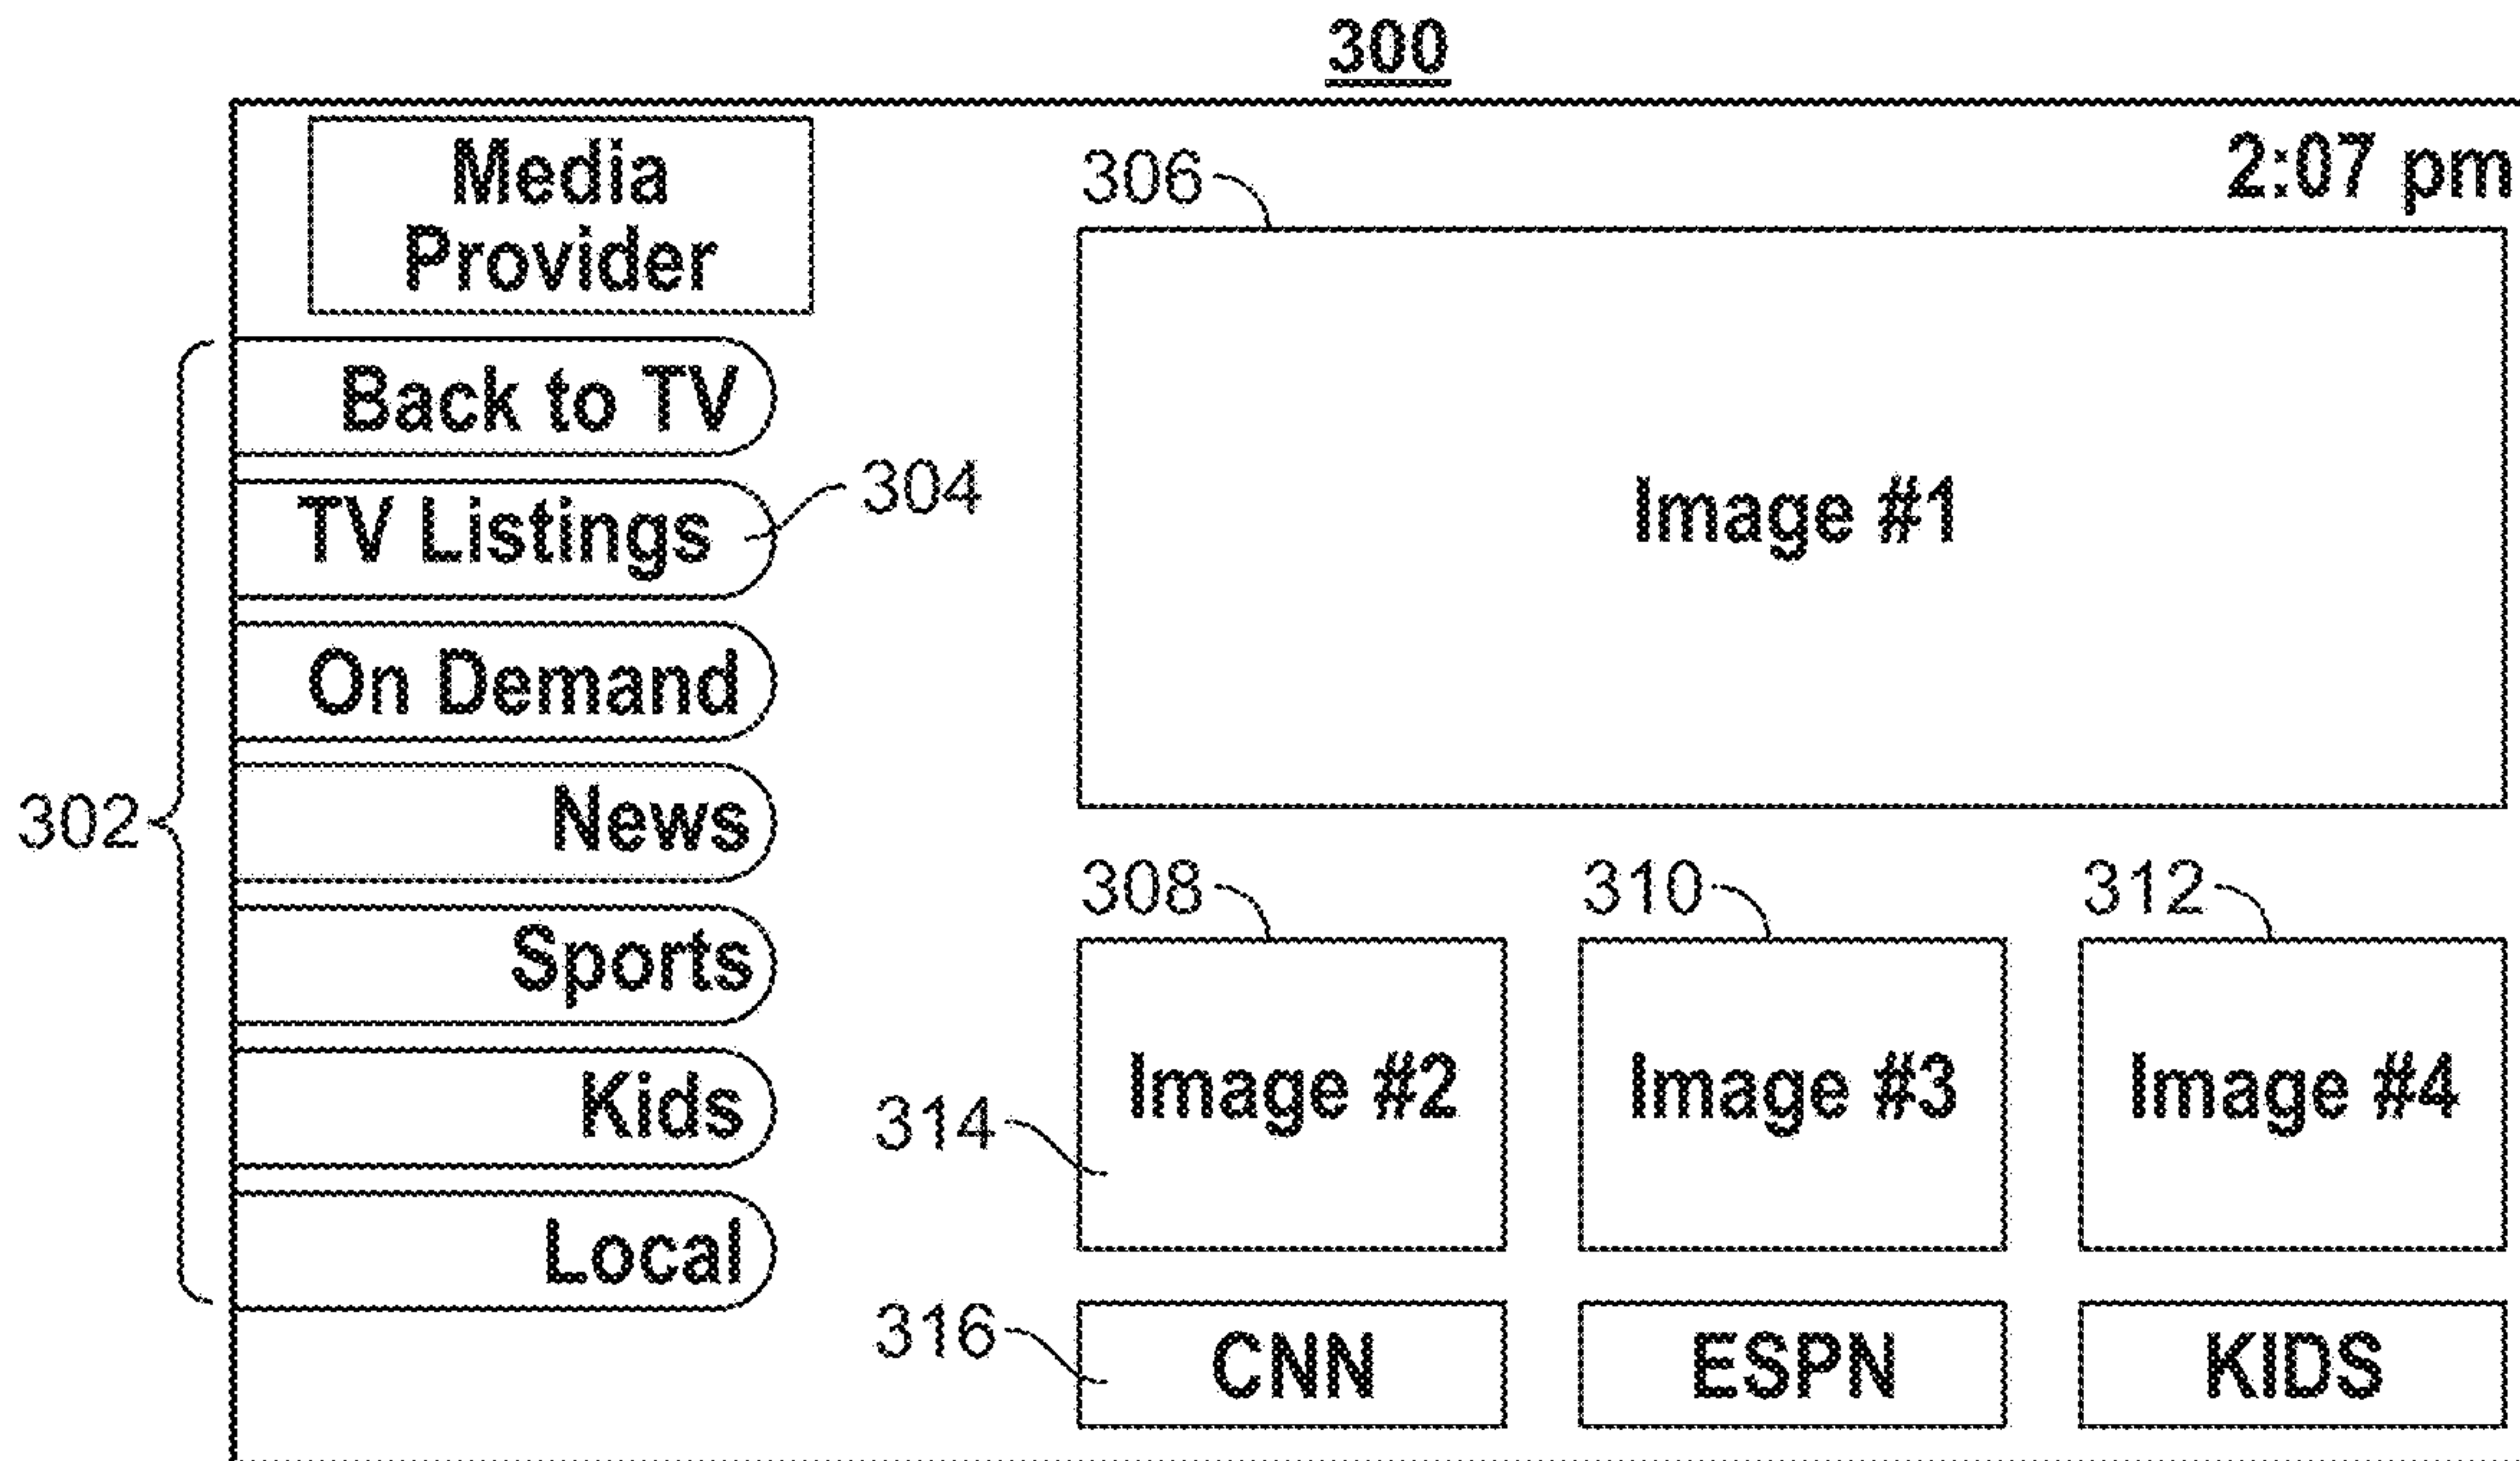 300
Media
Provider
2:07 pm
306
Back to TV
TV Listings
304
Image #1
On Demand
302
News
308
310
312
Sports
Image #2
Image #3
Image #4
314
Kids
Local
316
CNN
ESPN
KIDS